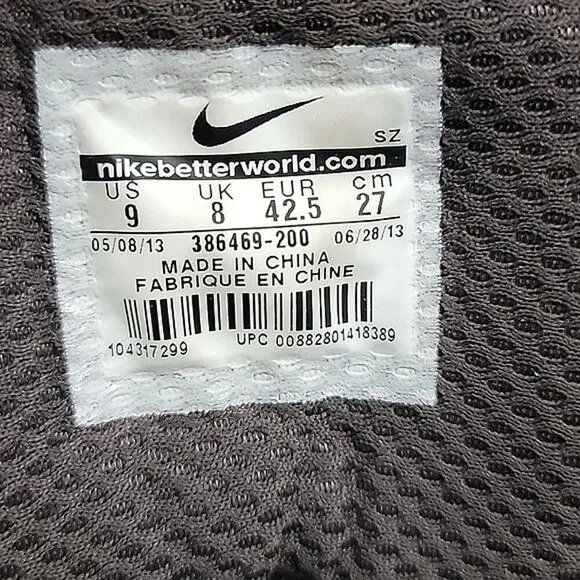 SZ
nikebetterworld.com
US UK EUR cm
9 8 42.5 27
05/08/13 386469-200 06/28/13
MADE IN CHINA
FABRIQUE EN CHINE
104317299 UPC 00882801418389